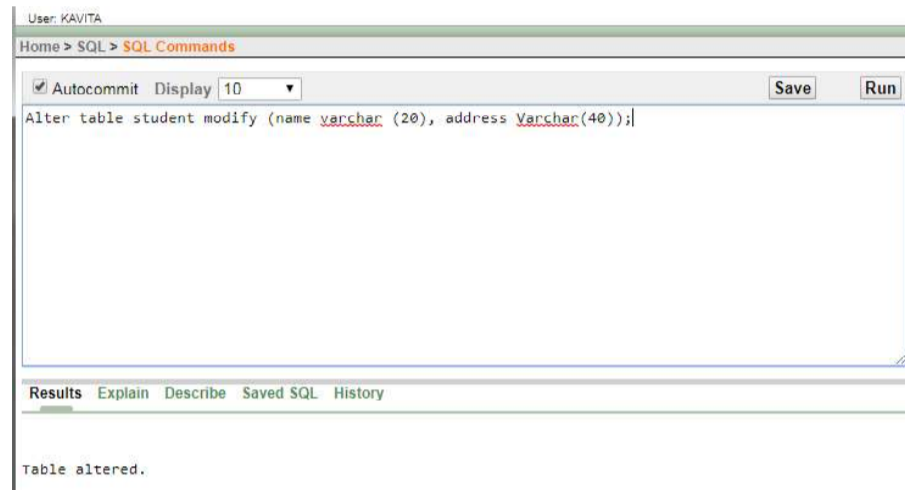 User: KAVITA
Home > SQL > SQL Commands
Autocommit Display 10 Save Run
Alter table student modify (name varchar (20), address Varchar(40));
Results Explain Describe Saved SQL History
Table altered.